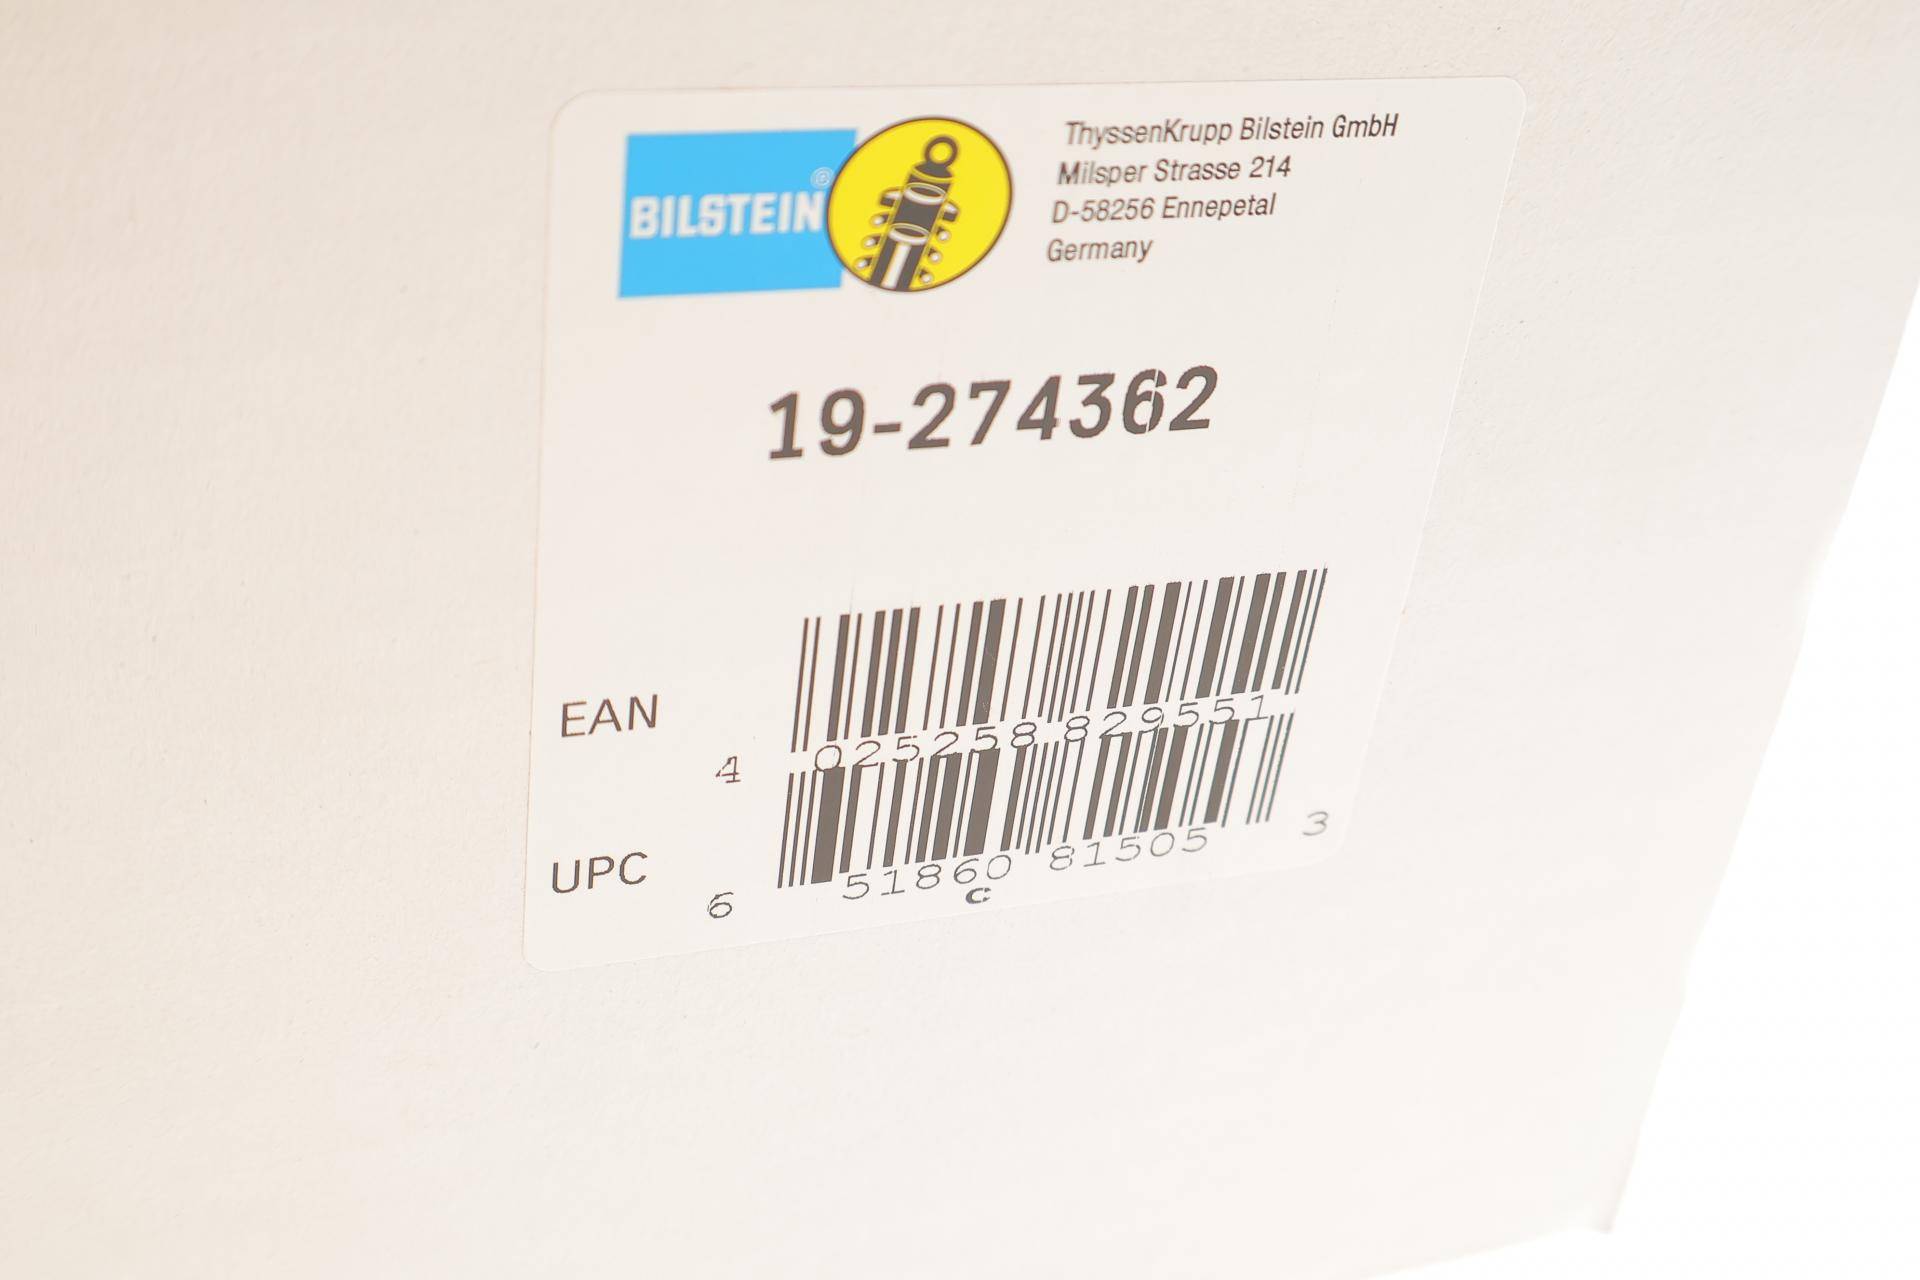 BILSTEIN®
ThyssenKrupp Bilstein GmbH
Milsper Strasse 214
D-58256 Ennepetal
Germany
19-274362
EAN
4 025258 829551
UPC
6 51860 81505 3
C